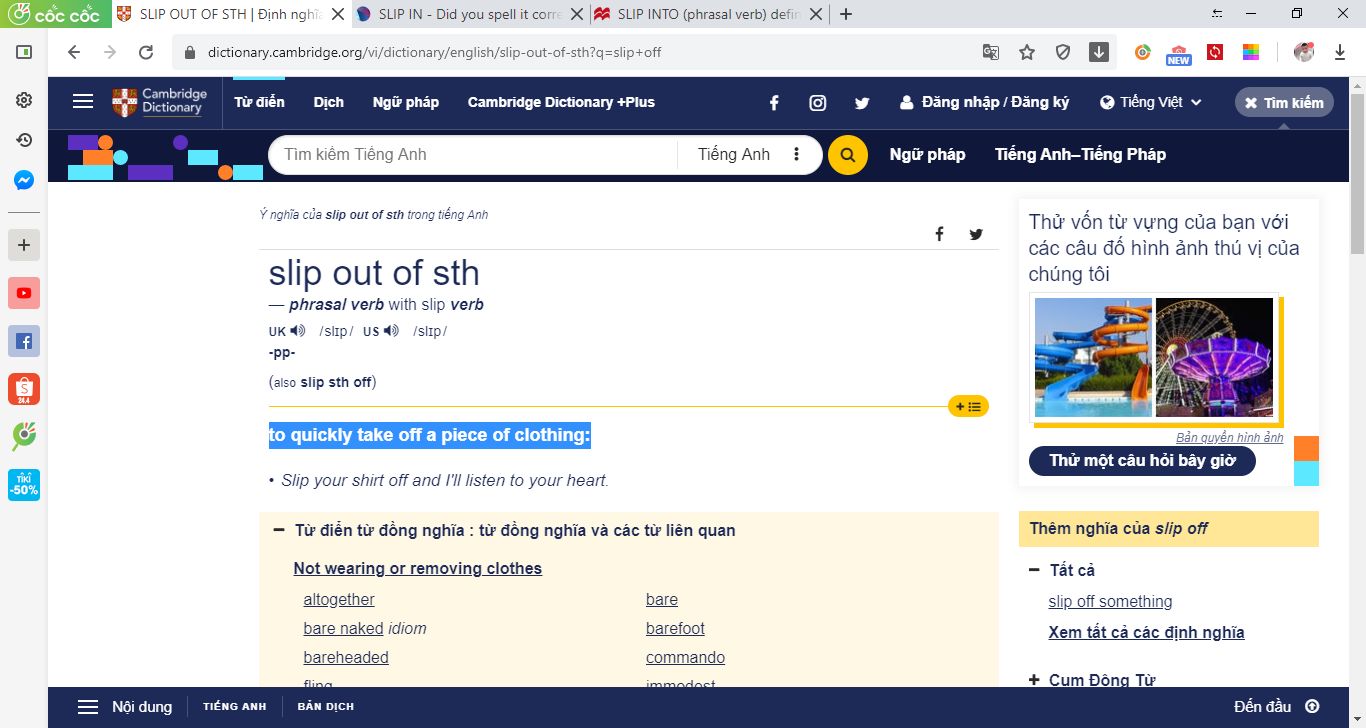 cốc cốc
SLIP OUT OF STH | Định nghĩa
SLIP IN - Did you spell it corre
SLIP INTO (phrasal verb) defin
dictionary.cambridge.org/vi/dictionary/english/slip-out-of-sth?q=slip+off
NEW
Cambridge
Dictionary
Từ điển Dịch Ngữ pháp Cambridge Dictionary +Plus
Đăng nhập / Đăng ký Tiếng Việt Tìm kiếm
Tìm kiếm Tiếng Anh Tiếng Anh Ngữ pháp Tiếng Anh–Tiếng Pháp
Ý nghĩa của slip out of sth trong tiếng Anh
slip out of sth
— phrasal verb with slip verb
UK /slɪp/ US /slɪp/
-pp-
(also slip sth off)
to quickly take off a piece of clothing:
• Slip your shirt off and I'll listen to your heart.
Từ điển từ đồng nghĩa : từ đồng nghĩa và các từ liên quan
Not wearing or removing clothes
altogether bare
bare naked idiom barefoot
bareheaded commando
fling immodest
Thử vốn từ vựng của bạn với
các câu đố hình ảnh thú vị của
chúng tôi
Bản quyền hình ảnh
Thử một câu hỏi bây giờ
Thêm nghĩa của slip off
Tất cả
slip off something
Xem tất cả các định nghĩa
Cụm Động Từ
24.4
TIKI
-50%
Nội dung TIẾNG ANH BẢN DỊCH Đến đầu